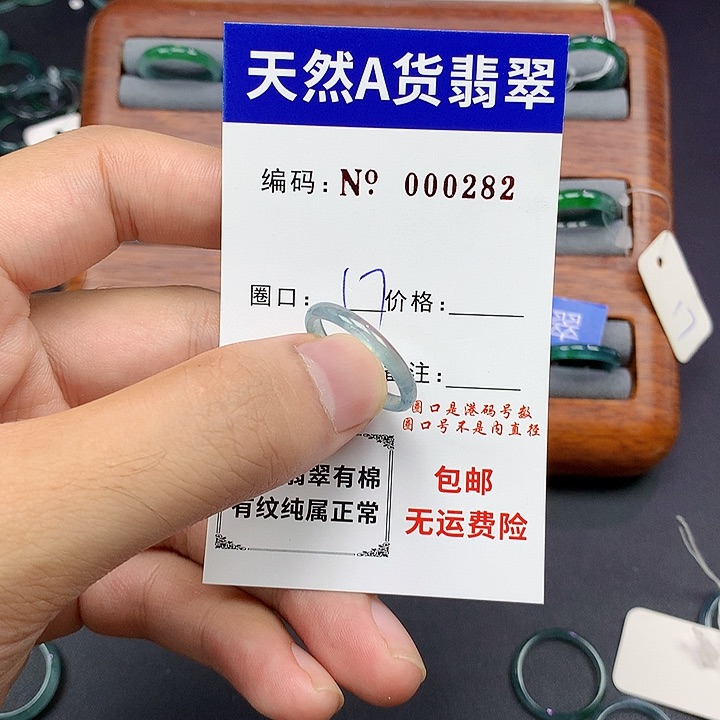 天然A货翡翠
编码：Nº 000282
圈口：17 价格：
注：
圈口是港码号数
圈口号不是内直径
翡翠有棉
有纹纯属正常
包邮
无运费险